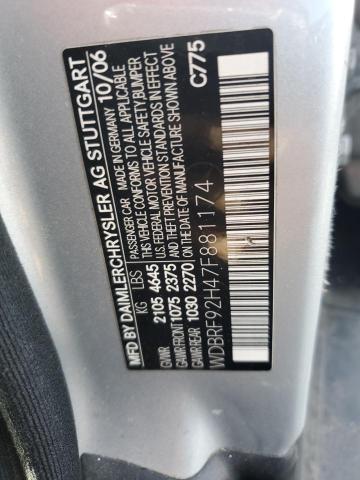 MFD BY DAIMLERCHRYSLER AG STUTTGART
PASSENGER CAR MADE IN GERMANY 10/06
KG LBS THIS VEHICLE CONFORMS TO ALL APPLICABLE
GVWR 2105 4645 U.S. FEDERAL MOTOR VEHICLE SAFETY, BUMPER
GAWR FRONT 1075 2375 AND THEFT PREVENTION STANDARDS IN EFFECT
GAWR REAR 1030 2270 ON THE DATE OF MANUFACTURE SHOWN ABOVE
WDBRF92H47F881174 C775